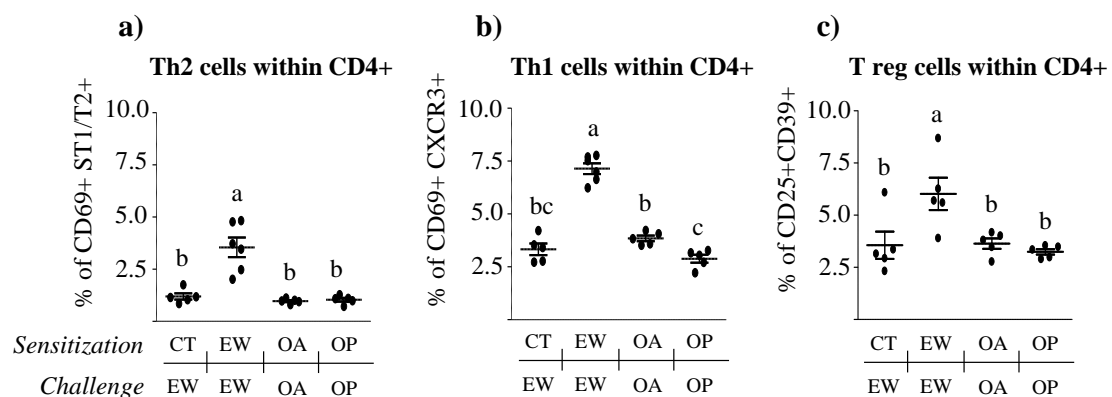 a)
Th2 cells within CD4+
% of CD69+ ST1/T2+
10.0
7.5
5.0
2.5
b
a
b
b
b)
Th1 cells within CD4+
% of CD69+ CXCR3+
10.0
7.5
5.0
2.5
bc
a
b
c
c)
T reg cells within CD4+
% of CD25+CD39+
10.0
7.5
5.0
2.5
b
a
b
b
Sensitization CT EW OA OP CT EW OA OP CT EW OA OP
Challenge EW EW OA OP EW EW OA OP EW EW OA OP